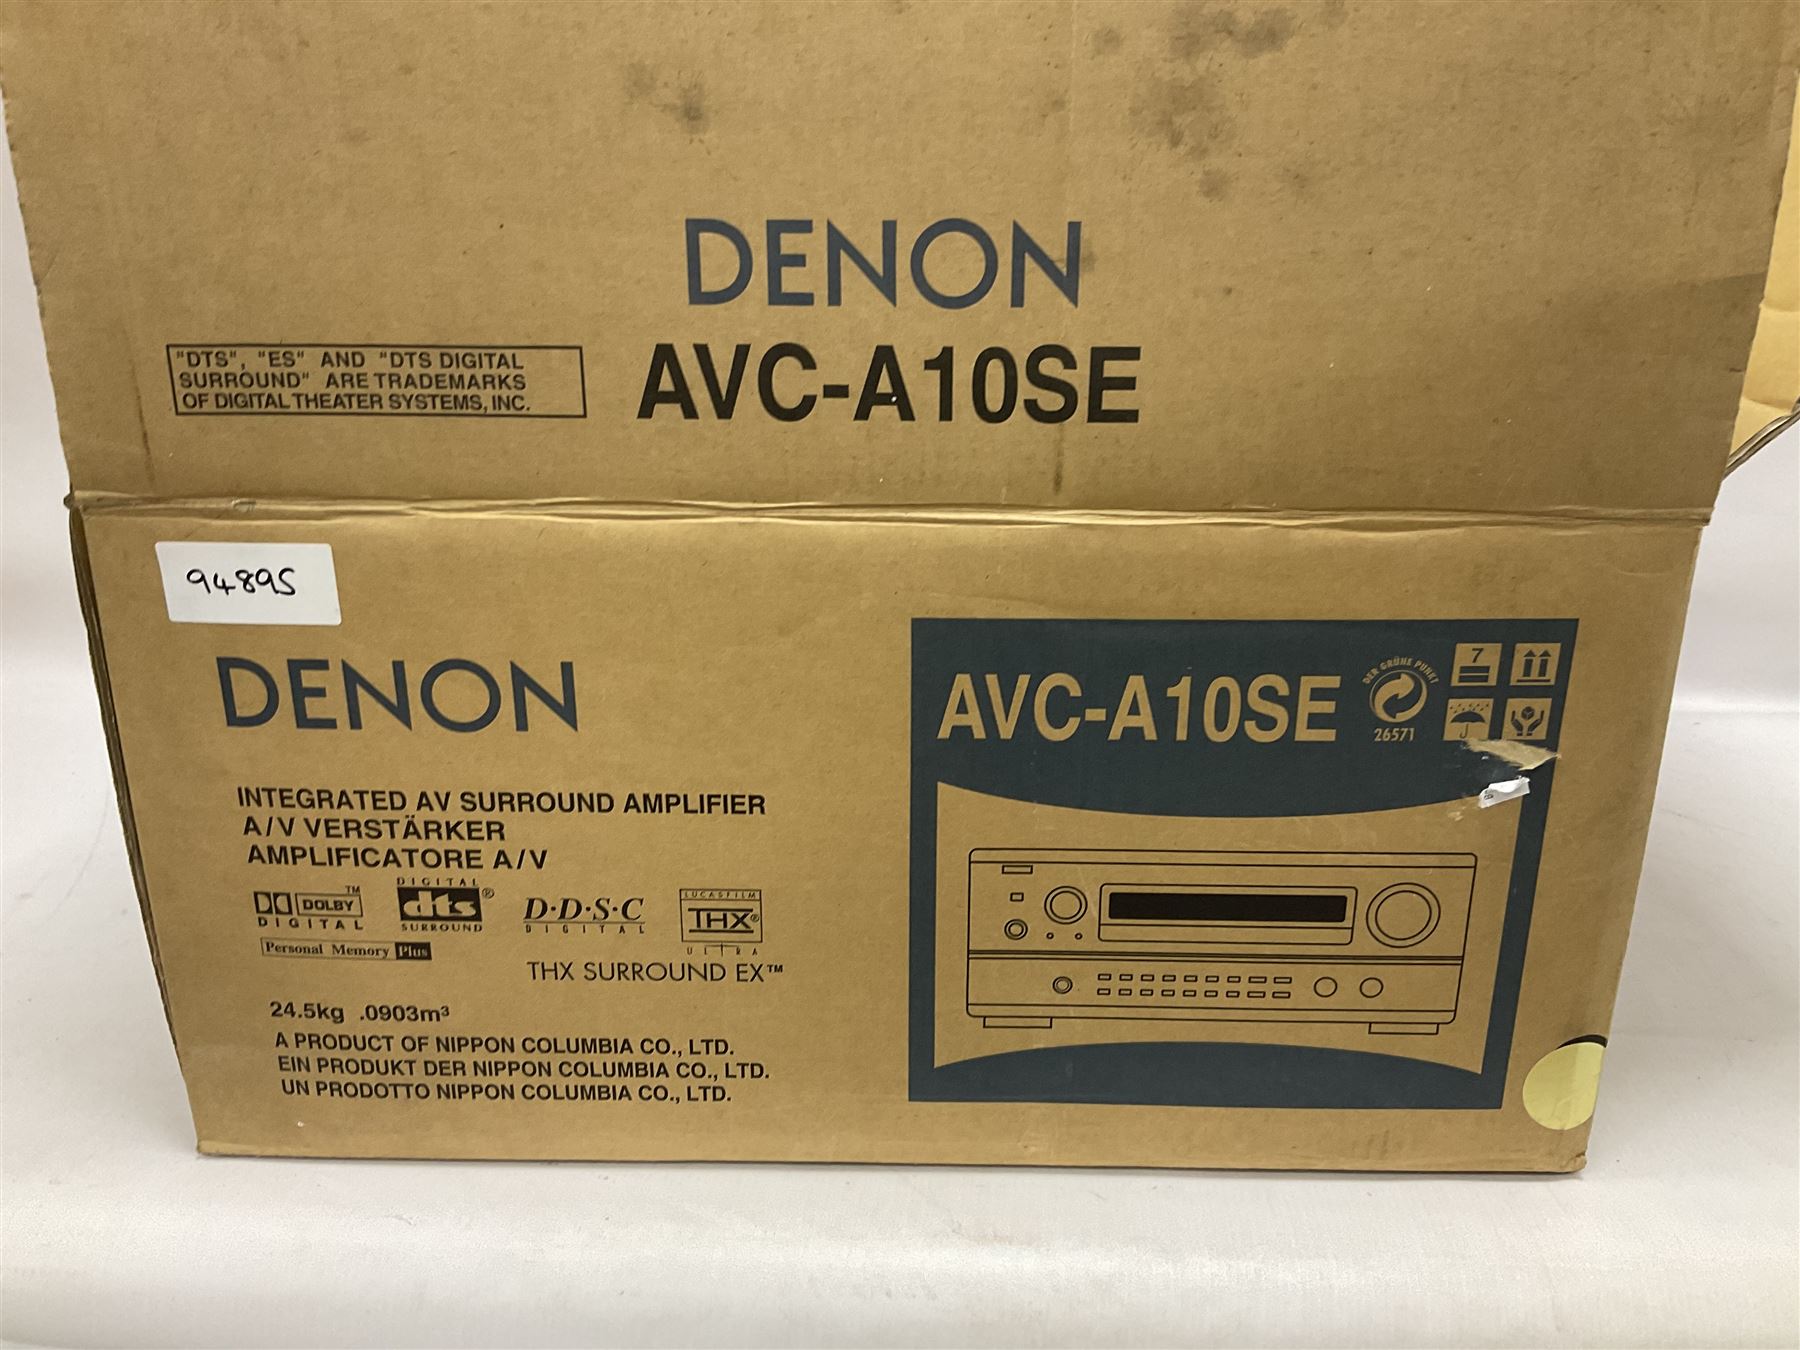 DENON
AVC-A10SE
"DTS", "ES" AND "DTS DIGITAL
SURROUND" ARE TRADEMARKS
OF DIGITAL THEATER SYSTEMS, INC.
94895
DENON
INTEGRATED AV SURROUND AMPLIFIER
A/V VERSTÄRKER
AMPLIFICATORE A/V
DOLBY™
DIGITAL
DIGITAL
dts®
SURROUND
D·D·S·C
DIGITAL
LUCASFILM
THX®
ULTRA
Personal Memory Plus
THX SURROUND EX™
24.5kg .0903m³
A PRODUCT OF NIPPON COLUMBIA CO., LTD.
EIN PRODUKT DER NIPPON COLUMBIA CO., LTD.
UN PRODOTTO NIPPON COLUMBIA CO., LTD.
AVC-A10SE
DER GRÜNE PUNKT
26571
7